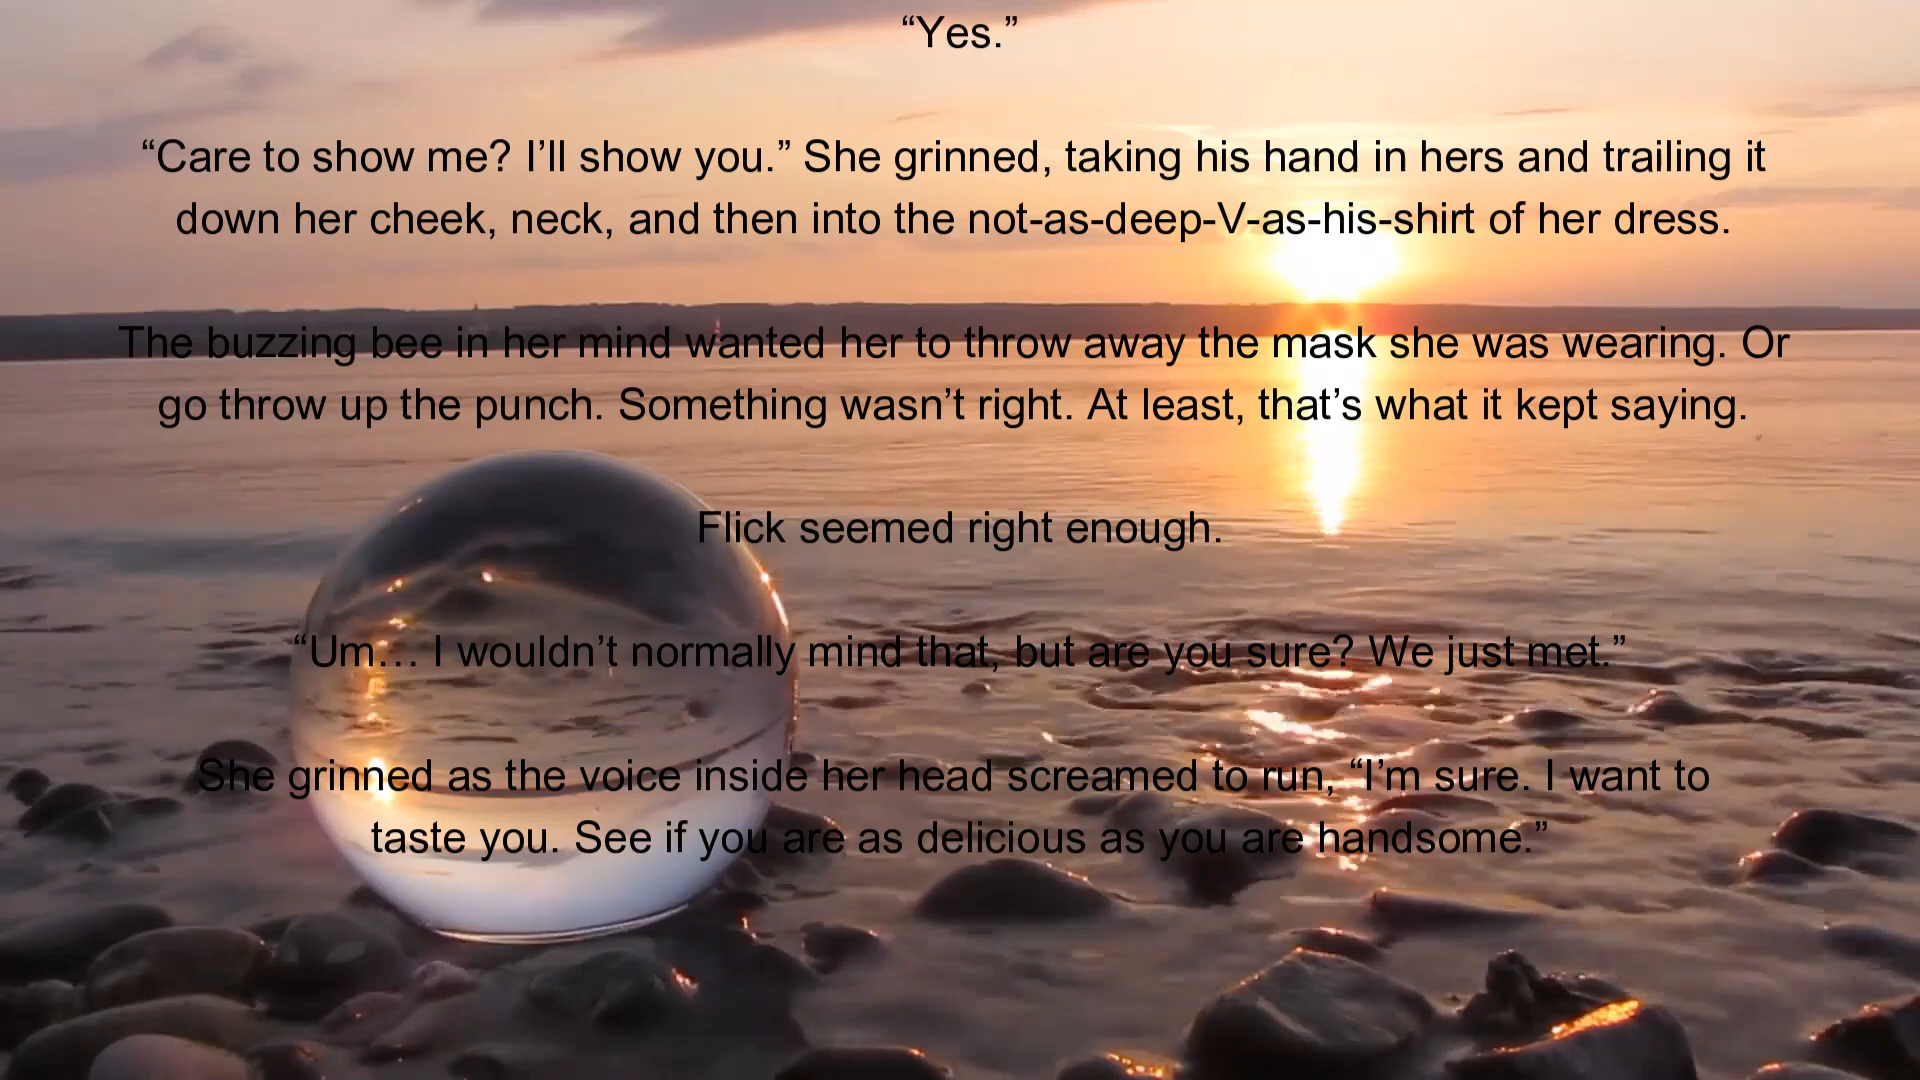 “Yes.”
“Care to show me? I’ll show you.” She grinned, taking his hand in hers and trailing it
down her cheek, neck, and then into the not-as-deep-V-as-his-shirt of her dress.
The buzzing bee in her mind wanted her to throw away the mask she was wearing. Or
go throw up the punch. Something wasn’t right. At least, that’s what it kept saying.
Flick seemed right enough.
“Um… I wouldn’t normally mind that, but are you sure? We just met.”
She grinned as the voice inside her head screamed to run, “I’m sure. I want to
taste you. See if you are as delicious as you are handsome.”